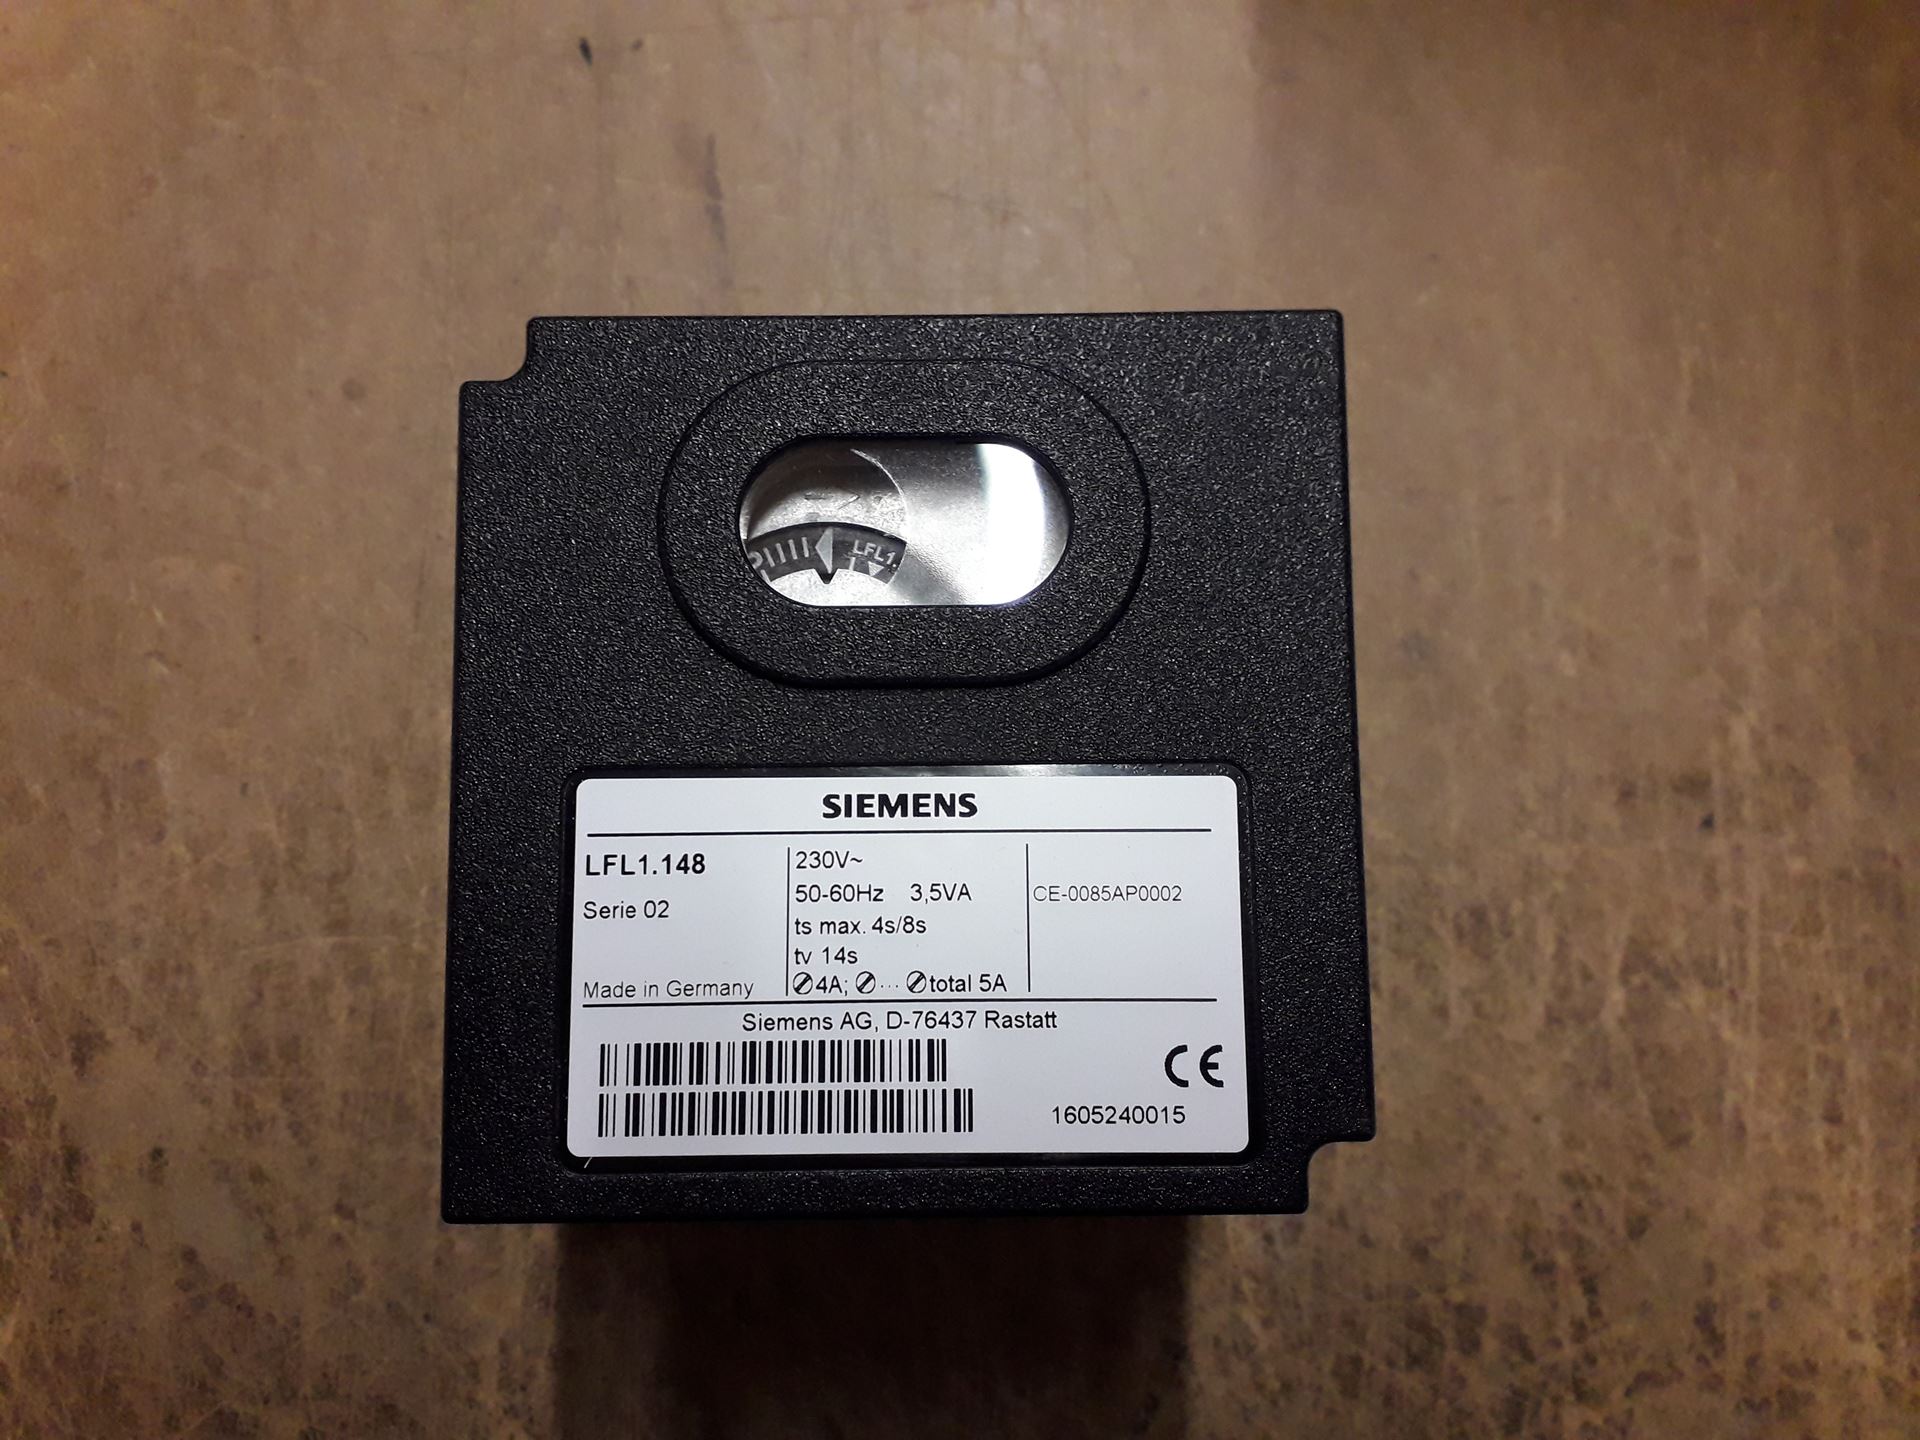 LFL1.
SIEMENS
LFL1.148
Serie 02
Made in Germany
230V~
50-60Hz 3,5VA
ts max. 4s/8s
tv 14s
4A; ... total 5A
CE-0085AP0002
Siemens AG, D-76437 Rastatt
CE
1605240015